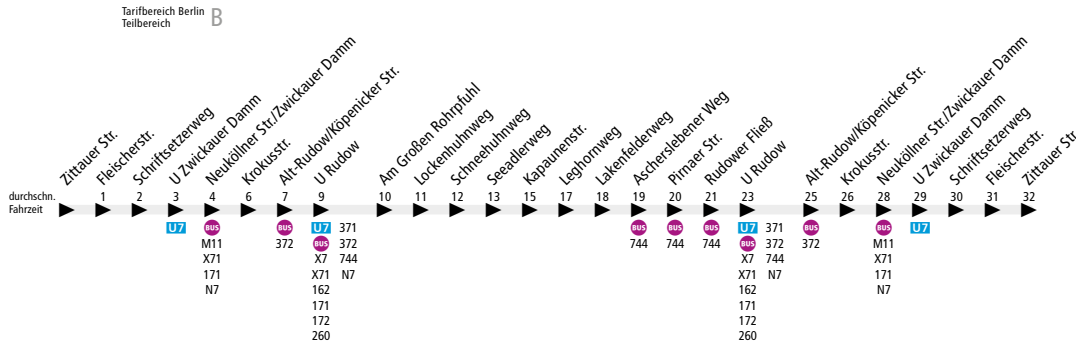 Tarifbereich Berlin
Teilbereich
B
Zittauer Str.
Fleischerstr.
Schriftsetzerweg
U Zwickauer Damm
Neuköllner Str./Zwickauer Damm
Krokusstr.
Alt-Rudow/Köpenicker Str.
U Rudow
Am Großen Rohrpfuhl
Lockenhuhnweg
Schneehuhnweg
Seeadlerweg
Kapaunenstr.
Leghornweg
Lakenfelderweg
Ascherslebener Weg
Pirnaer Str.
Rudower Fließ
U Rudow
Alt-Rudow/Köpenicker Str.
Krokusstr.
Neuköllner Str./Zwickauer Damm
U Zwickauer Damm
Schriftsetzerweg
Fleischerstr.
Zittauer Str.
durchschn. 1 2 3 4 6 7 9 10 11 12 13 15 17 18 19 20 21 23 25 26 28 29 30 31 32
Fahrzeit
U7 BUS BUS U7 371 BUS BUS BUS U7 371 BUS BUS U7
M11 372 BUS 372 744 744 744 BUS 372 372 M11
X71 X7 744 X7 744 X71
171 X71 N7 X71 N7 171
N7 162 162 N7
171 171
172 172
260 260